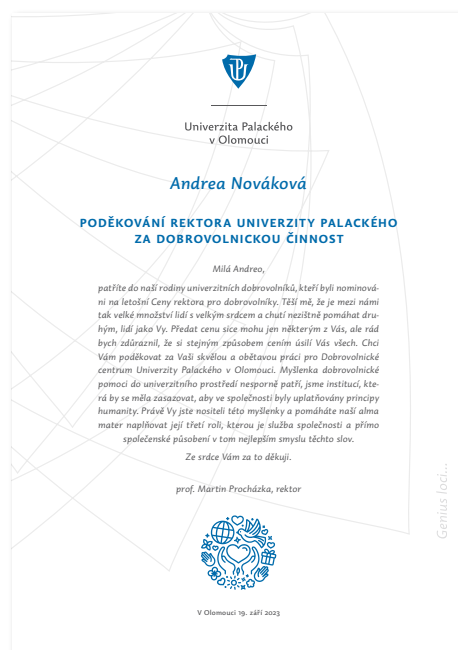 Univerzita Palackého
v Olomouci
Andrea Nováková
PODĚKOVÁNÍ REKTORA UNIVERZITY PALACKÉHO
ZA DOBROVOLNICKOU ČINNOST
Milá Andreo,
patříte do naší rodiny univerzitních dobrovolníků, kteří byli nominová-
ni na letošní Ceny rektora pro dobrovolníky. Těší mě, že je mezi námi
tak velké množství lidí s velkým srdcem a chutí nezištně pomáhat dru-
hým, lidí jako Vy. Předat cenu sice mohu jen některým z Vás, ale rád
bych zdůraznil, že si stejným způsobem cením úsilí Vás všech. Chci
Vám poděkovat za Vaši skvělou a obětavou práci pro Dobrovolnické
centrum Univerzity Palackého v Olomouci. Myšlenka dobrovolnické
pomoci do univerzitního prostředí nesporně patří, jsme institucí, kte-
rá by se měla zasazovat, aby ve společnosti byly uplatňovány principy
humanity. Právě Vy jste nositeli této myšlenky a pomáháte naší alma
mater naplňovat její třetí roli, kterou je služba společnosti a přímo
společenské působení v tom nejlepším smyslu těchto slov.
Ze srdce Vám za to děkuji.
prof. Martin Procházka, rektor
Genius loci...
V Olomouci 19. září 2023